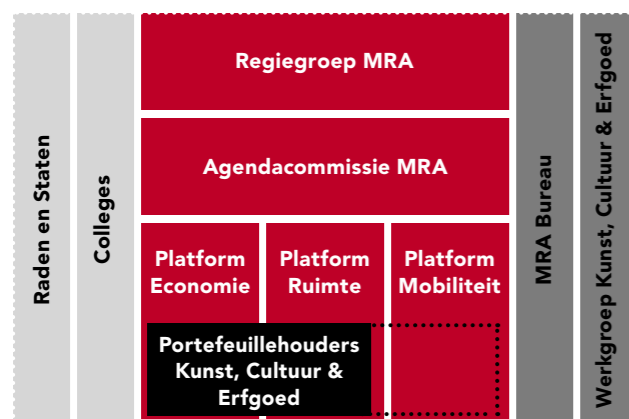 Raden en Staten
Colleges
Regiegroep MRA
Agendacommissie MRA
Platform
Economie
Platform
Ruimte
Platform
Mobiliteit
Portefeuillehouders
Kunst, Cultuur &
Erfgoed
MRA Bureau
Werkgroep Kunst, Cultuur & Erfgoed